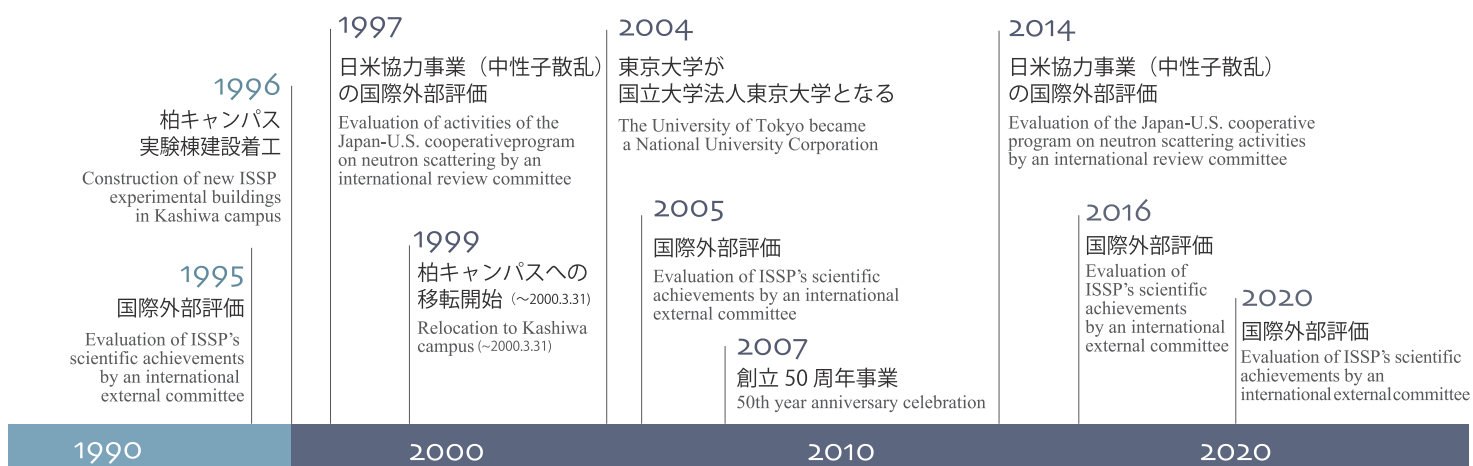 1995
国際外部評価
Evaluation of ISSP's
scientific achievements
by an international
external committee
1996
柏キャンパス
実験棟建設着工
Construction of new ISSP
experimental buildings
in Kashiwa campus
1997
日米協力事業（中性子散乱）
の国際外部評価
Evaluation of activities of the
Japan-U.S. cooperativeprogram
on neutron scattering by an
international review committee
1999
柏キャンパスへの
移転開始（～2000.3.31）
Relocation to Kashiwa
campus (~2000.3.31)
2004
東京大学が
国立大学法人東京大学となる
The University of Tokyo became
a National University Corporation
2005
国際外部評価
Evaluation of ISSP's scientific
achievements by an international
external committee
2007
創立 50 周年事業
50th year anniversary celebration
2014
日米協力事業（中性子散乱）
の国際外部評価
Evaluation of the Japan-U.S. cooperative
program on neutron scattering activities
by an international review committee
2016
国際外部評価
Evaluation of
ISSP's scientific
achievements
by an international
external committee
2020
国際外部評価
Evaluation of ISSP's scientific
achievements by an
international external committee
1990
2000
2010
2020